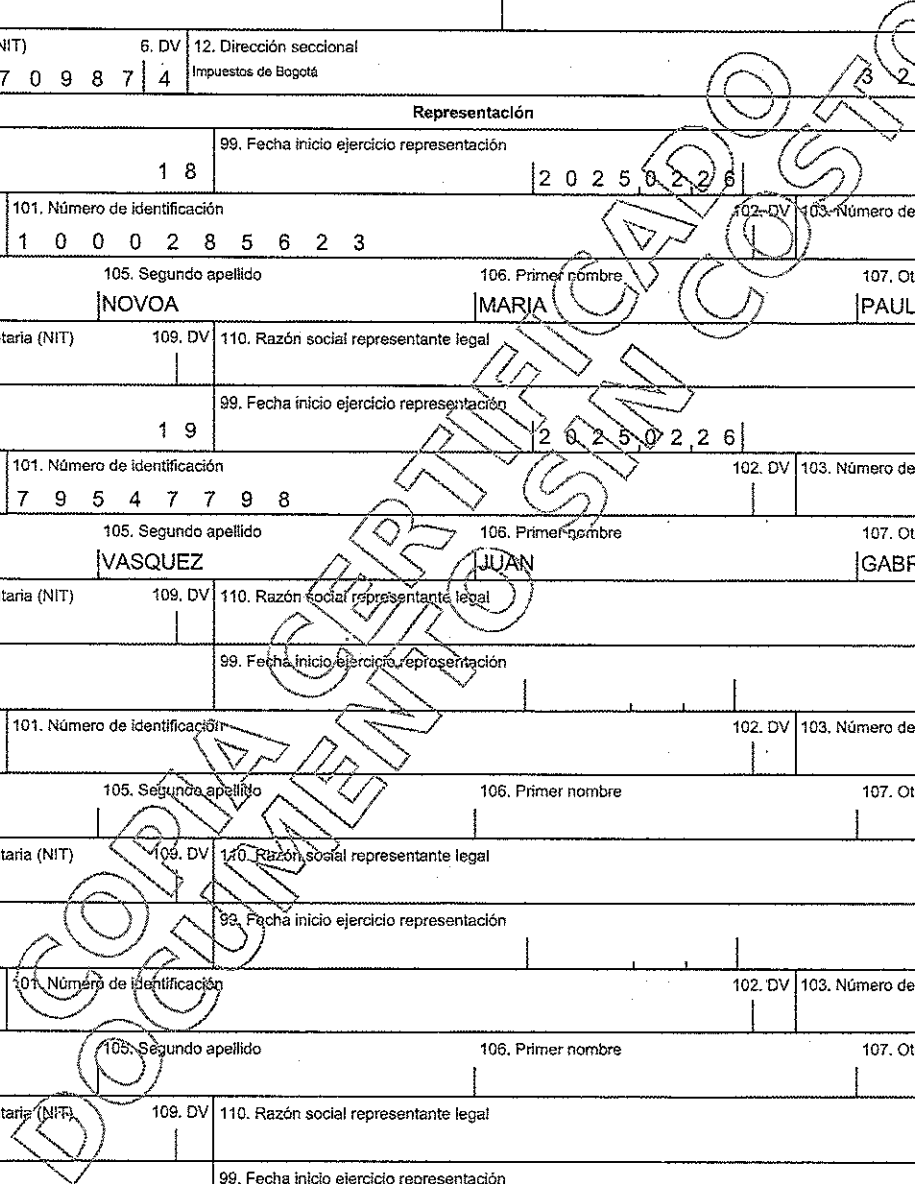 NIT) 6. DV 12. Dirección seccional
7 0 9 8 7 4 Impuestos de Bogotá 3 2
Representación
99. Fecha inicio ejercicio representación
1 8 2 0 2 5 0 2 2 6
101. Número de identificación 102. DV 103. Número de
1 0 0 0 2 8 5 6 2 3
105. Segundo apellido 106. Primer nombre 107. Ot
NOVOA MARIA PAUL
taria (NIT) 109. DV 110. Razón social representante legal
99. Fecha inicio ejercicio representación
1 9 2 0 2 5 0 2 2 6
101. Número de identificación 102. DV 103. Número de
7 9 5 4 7 7 9 8
105. Segundo apellido 106. Primer nombre 107. Ot
VASQUEZ JUAN GABR
taria (NIT) 109. DV 110. Razón social representante legal
99. Fecha inicio ejercicio representación
101. Número de identificación 102. DV 103. Número de
105. Segundo apellido 106. Primer nombre 107. Ot
taria (NIT) 109. DV 110. Razón social representante legal
99. Fecha inicio ejercicio representación
101. Número de identificación 102. DV 103. Número de
105. Segundo apellido 106. Primer nombre 107. Ot
taria (NIT) 109. DV 110. Razón social representante legal
99. Fecha inicio ejercicio representación
COPIA CERTIFICADO
DOCUMENTO SIN COSTO